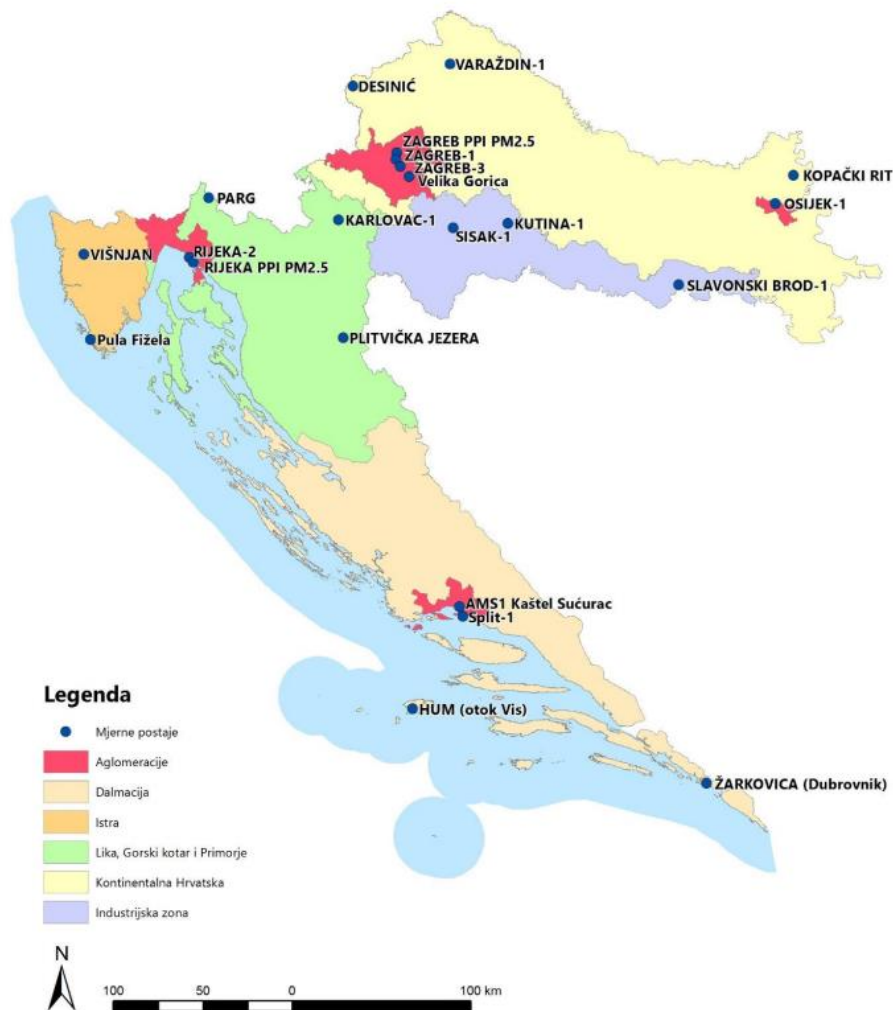 VARAŽDIN-1
DESINIĆ
ZAGREB PPI PM2.5
ZAGREB-1
ZAGREB-3
Velika Gorica
KOPAČKI RIT
OSIJEK-1
PARG
KARLOVAC-1
KUTINA-1
SISAK-1
VIŠNJAN
RIJEKA-2
RIJEKA PPI PM2.5
SLAVONSKI BROD-1
Pula Fižela
PLITVIČKA JEZERA
AMS1 Kaštel Sućurac
Split-1
HUM (otok Vis)
ŽARKOVICA (Dubrovnik)
Legenda
Mjerne postaje
Aglomeracije
Dalmacija
Istra
Lika, Gorski kotar i Primorje
Kontinentalna Hrvatska
Industrijska zona
N
100 50 0 100 km